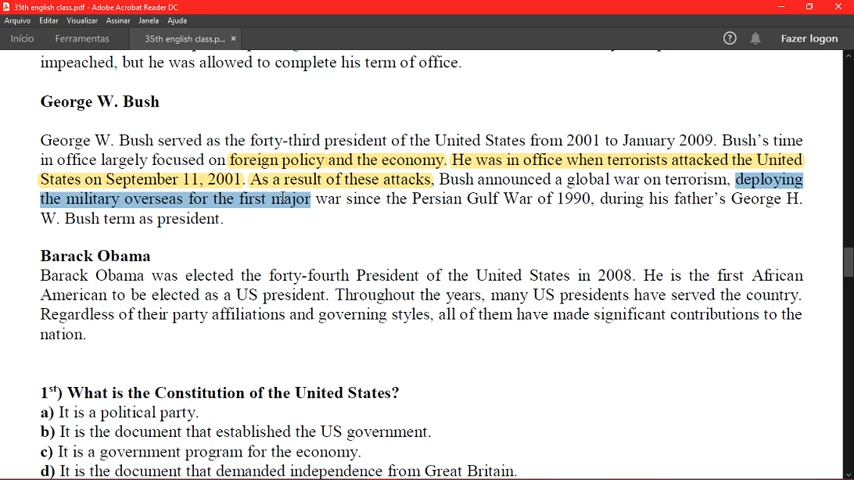 35th english class.pdf - Adobe Acrobat Reader DC
Arquivo Editar Visualizar Assinar Janela Ajuda
Início Ferramentas 35th english class.p... × Fazer logon
impeached, but he was allowed to complete his term of office.
George W. Bush
George W. Bush served as the forty-third president of the United States from 2001 to January 2009. Bush's time
in office largely focused on foreign policy and the economy. He was in office when terrorists attacked the United
States on September 11, 2001. As a result of these attacks, Bush announced a global war on terrorism, deploying
the military overseas for the first major war since the Persian Gulf War of 1990, during his father's George H.
W. Bush term as president.
Barack Obama
Barack Obama was elected the forty-fourth President of the United States in 2008. He is the first African
American to be elected as a US president. Throughout the years, many US presidents have served the country.
Regardless of their party affiliations and governing styles, all of them have made significant contributions to the
nation.
1st) What is the Constitution of the United States?
a) It is a political party.
b) It is the document that established the US government.
c) It is a government program for the economy.
d) It is the document that demanded independence from Great Britain.